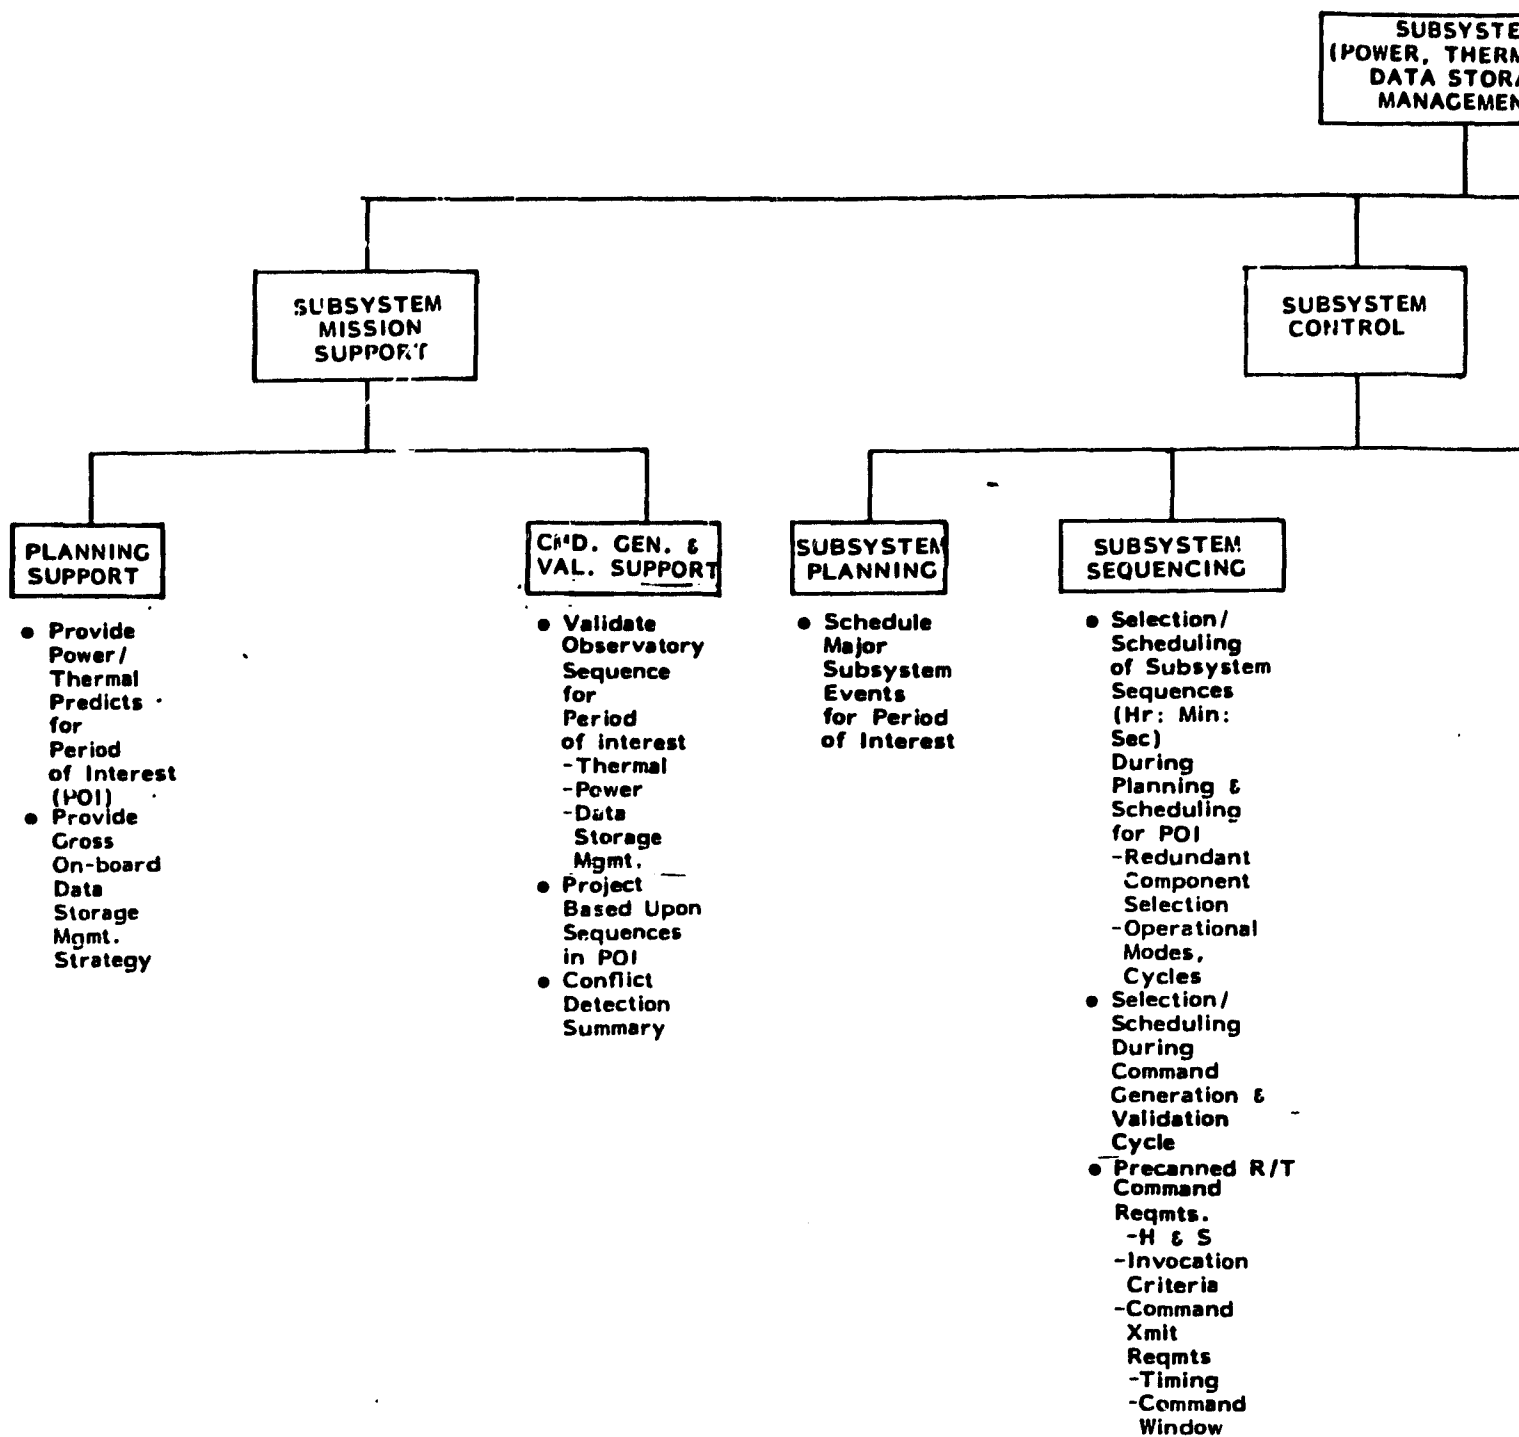 SUBSYSTE
(POWER, THERM
DATA STORA
MANAGEMEN
SUBSYSTEM
MISSION
SUPPORT
SUBSYSTEM
CONTROL
PLANNING
SUPPORT
CMD. GEN. &
VAL. SUPPORT
SUBSYSTEM
PLANNING
SUBSYSTEM
SEQUENCING
● Provide
Power/
Thermal
Predicts
for
Period
of Interest
(POI)
● Provide
Gross
On-board
Data
Storage
Mgmt.
Strategy
● Validate
Observatory
Sequence
for
Period
of interest
-Thermal
-Power
-Data
Storage
Mgmt.
● Project
Based Upon
Sequences
in POI
● Conflict
Detection
Summary
● Schedule
Major
Subsystem
Events
for Period
of Interest
● Selection/
Scheduling
of Subsystem
Sequences
(Hr: Min:
Sec)
During
Planning &
Scheduling
for POI
-Redundant
Component
Selection
-Operational
Modes,
Cycles
● Selection/
Scheduling
During
Command
Generation &
Validation
Cycle
● Precanned R/T
Command
Reqmts.
-H & S
-Invocation
Criteria
-Command
Xmit
Reqmts
-Timing
-Command
Window